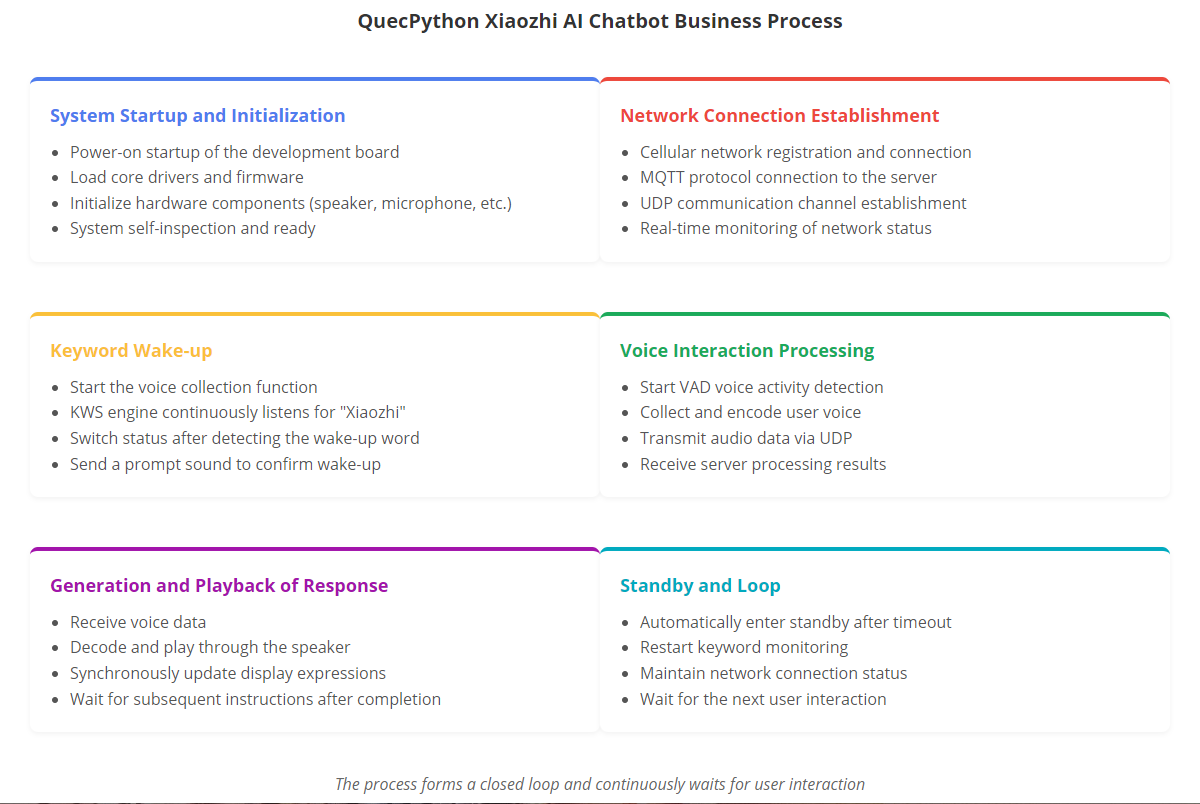 QuecPython Xiaozhi AI Chatbot Business Process
System Startup and Initialization
Power-on startup of the development board
Load core drivers and firmware
Initialize hardware components (speaker, microphone, etc.)
System self-inspection and ready
Network Connection Establishment
Cellular network registration and connection
MQTT protocol connection to the server
UDP communication channel establishment
Real-time monitoring of network status
Keyword Wake-up
Start the voice collection function
KWS engine continuously listens for "Xiaozhi"
Switch status after detecting the wake-up word
Send a prompt sound to confirm wake-up
Voice Interaction Processing
Start VAD voice activity detection
Collect and encode user voice
Transmit audio data via UDP
Receive server processing results
Generation and Playback of Response
Receive voice data
Decode and play through the speaker
Synchronously update display expressions
Wait for subsequent instructions after completion
Standby and Loop
Automatically enter standby after timeout
Restart keyword monitoring
Maintain network connection status
Wait for the next user interaction
The process forms a closed loop and continuously waits for user interaction